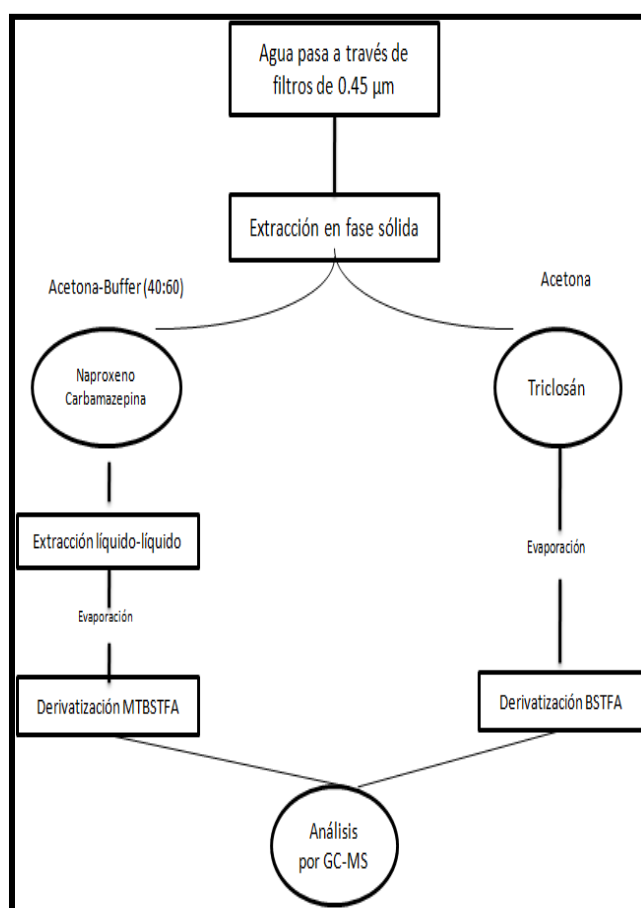 Agua pasa a través de
filtros de 0.45 µm
Extracción en fase sólida
Acetona-Buffer (40:60)
Acetona
Naproxeno
Carbamazepina
Triclosán
Extracción líquido-líquido
Evaporación
Evaporación
Derivatización MTBSTFA
Derivatización BSTFA
Análisis
por GC-MS